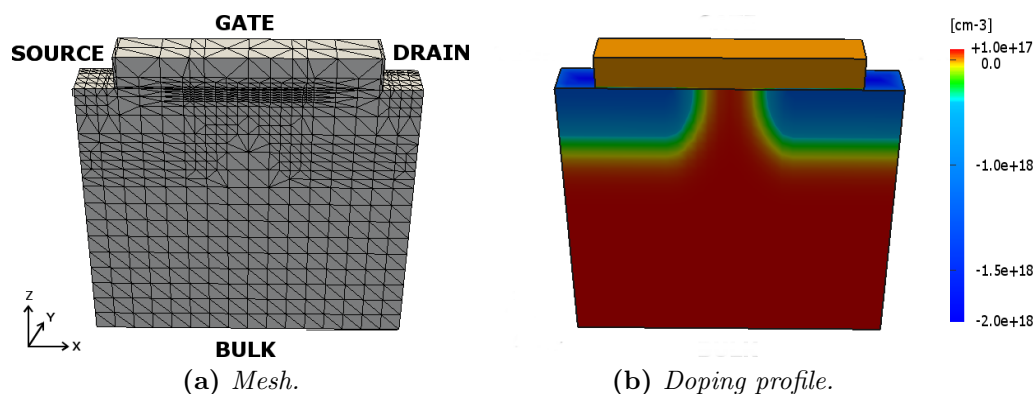 GATE
SOURCE
DRAIN
Z
Y
X
BULK
(a) Mesh.
[cm-3]
+1.0e+17
0.0
-1.0e+18
-1.5e+18
-2.0e+18
(b) Doping profile.